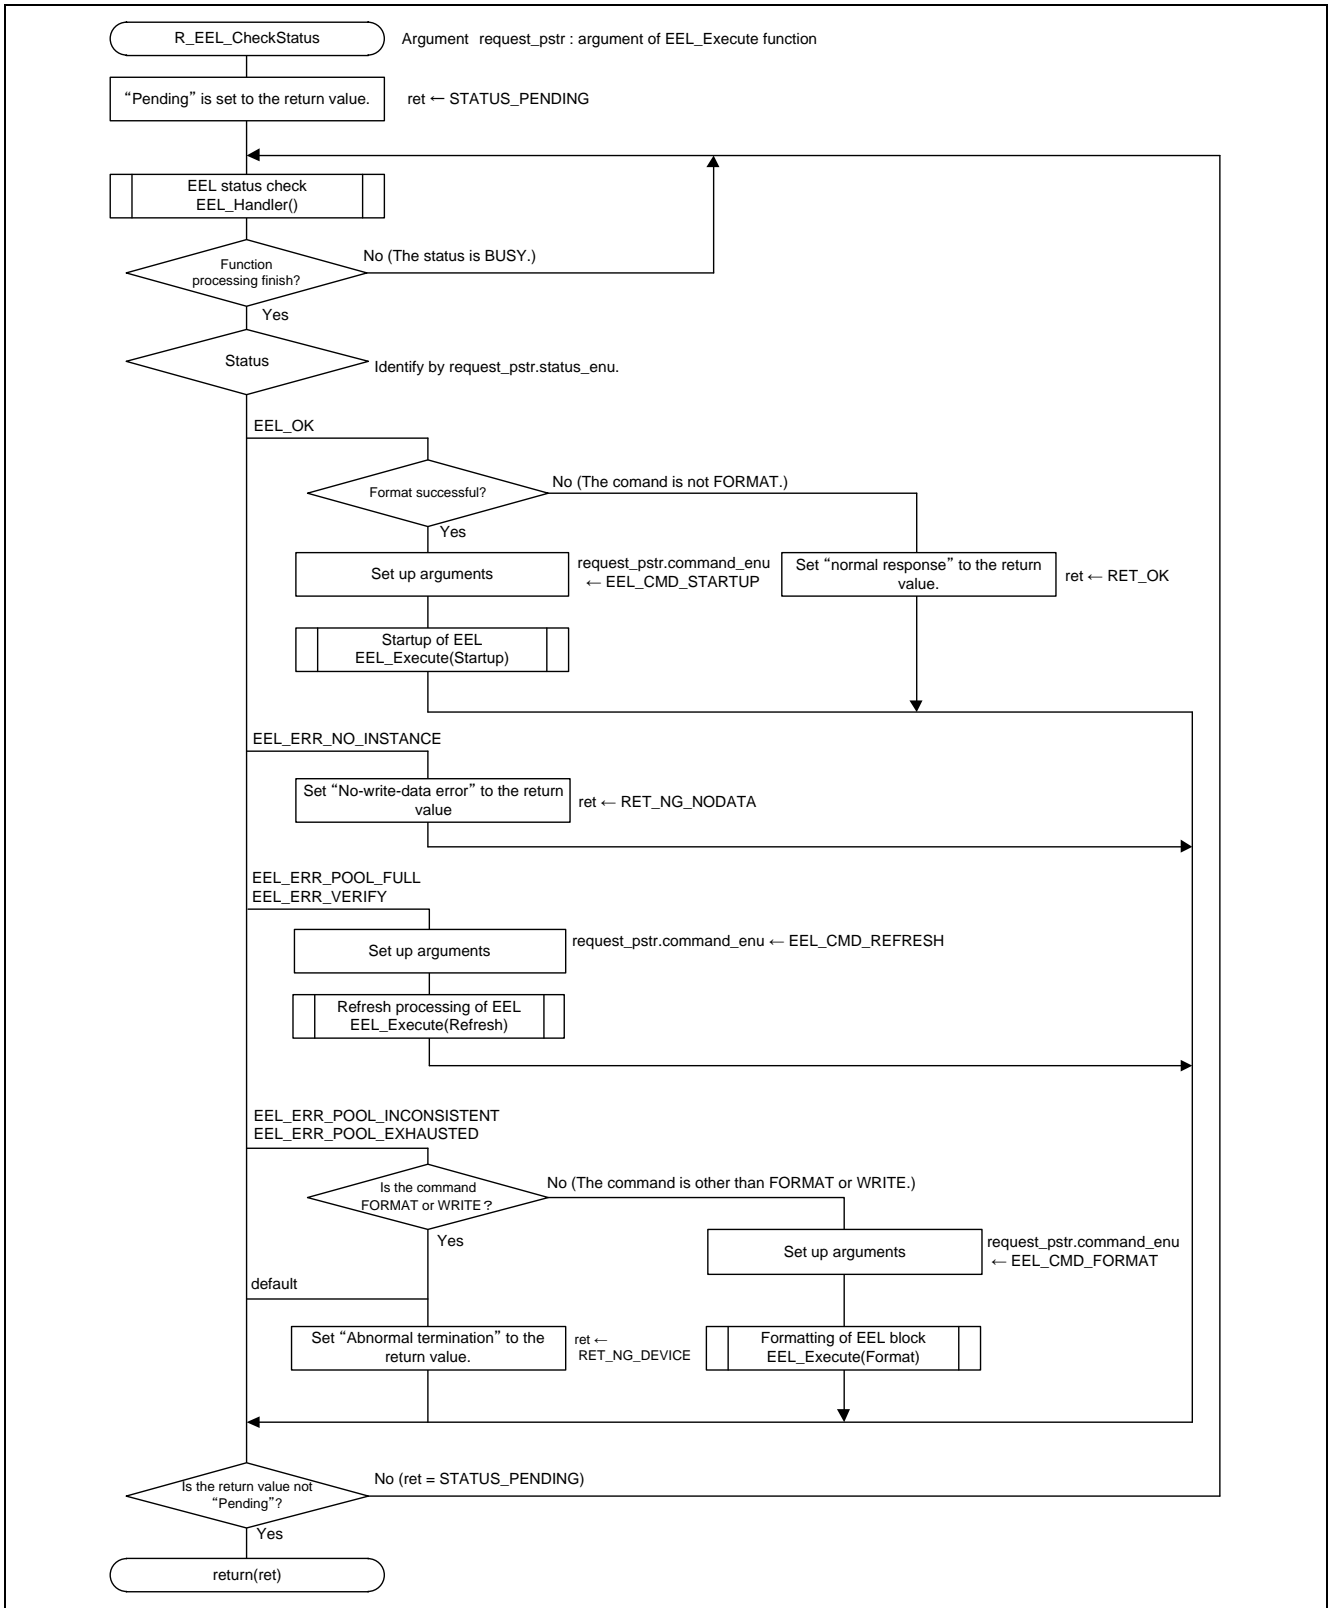 R_EEL_CheckStatus
Argument request_pstr : argument of EEL_Execute function
“Pending” is set to the return value.
ret ← STATUS_PENDING
EEL status check
EEL_Handler()
No (The status is BUSY.)
Function
processing finish?
Yes
Status
Identify by request_pstr.status_enu.
EEL_OK
Format successful?
No (The comand is not FORMAT.)
Yes
Set up arguments
request_pstr.command_enu
← EEL_CMD_STARTUP
Set “normal response” to the return
value.
ret ← RET_OK
Startup of EEL
EEL_Execute(Startup)
EEL_ERR_NO_INSTANCE
Set “No-write-data error” to the return
value
ret ← RET_NG_NODATA
EEL_ERR_POOL_FULL
EEL_ERR_VERIFY
Set up arguments
request_pstr.command_enu ← EEL_CMD_REFRESH
Refresh processing of EEL
EEL_Execute(Refresh)
EEL_ERR_POOL_INCONSISTENT
EEL_ERR_POOL_EXHAUSTED
Is the command
FORMAT or WRITE？
No (The command is other than FORMAT or WRITE.)
Yes
Set up arguments
request_pstr.command_enu
← EEL_CMD_FORMAT
default
Set “Abnormal termination” to the
return value.
ret ←
RET_NG_DEVICE
Formatting of EEL block
EEL_Execute(Format)
Is the return value not
“Pending”?
No (ret = STATUS_PENDING)
Yes
return(ret)